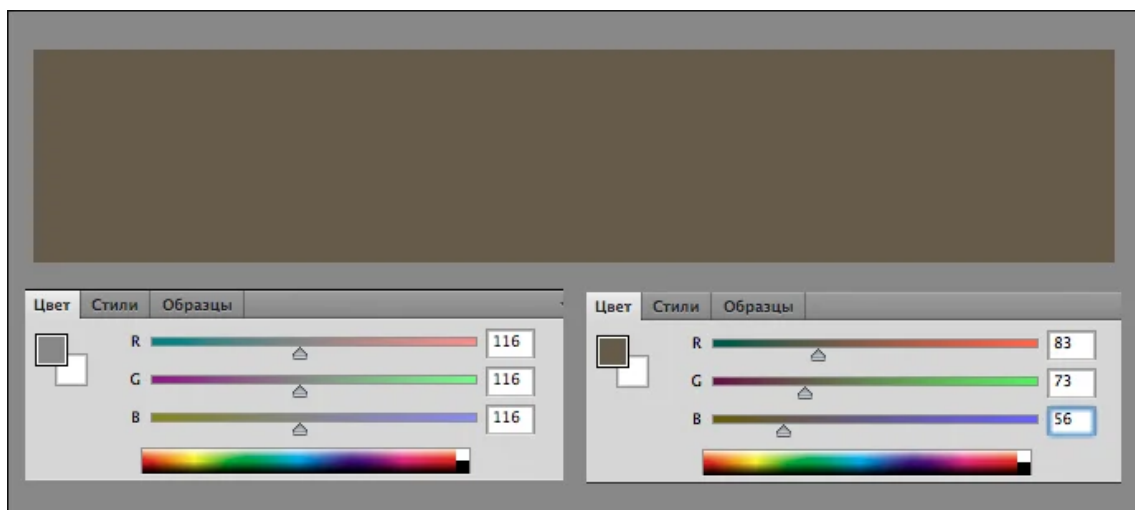 Цвет Стили Образцы
R 116
G 116
B 116
Цвет Стили Образцы
R 83
G 73
B 56